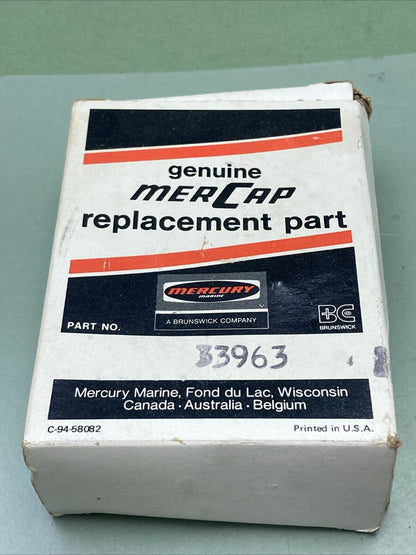 genuine
MERCAP
replacement part
MERCURY
MARINE
PART NO.
A BRUNSWICK COMPANY
BC
BRUNSWICK
33963
Mercury Marine, Fond du Lac, Wisconsin
Canada · Australia · Belgium
C-94-58082
Printed in U.S.A.